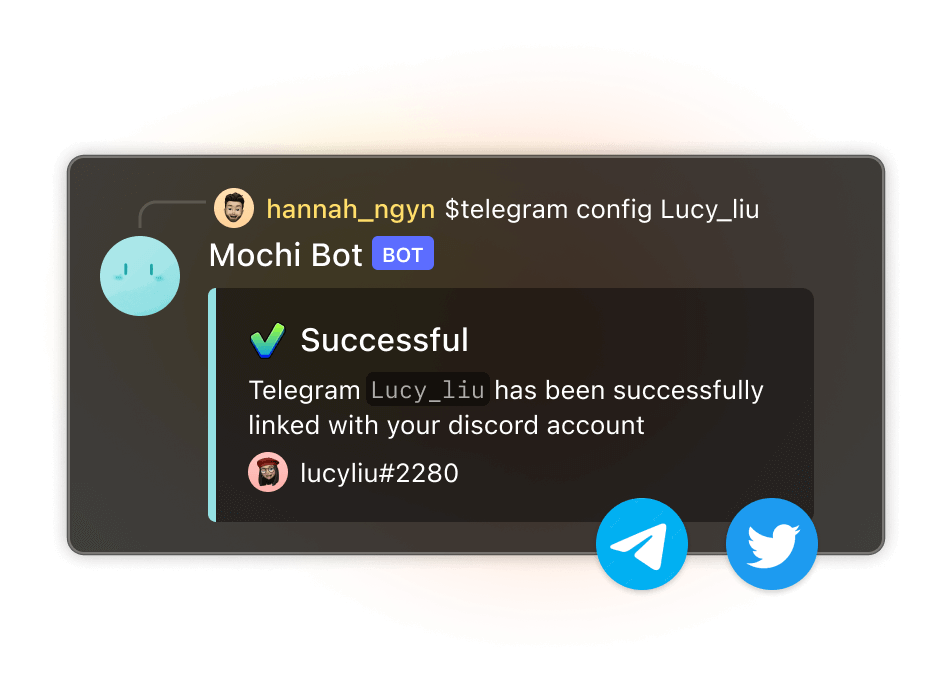 hannah_ngyn $telegram config Lucy_liu
Mochi Bot BOT
Successful
Telegram Lucy_liu has been successfully
linked with your discord account
lucyliu#2280